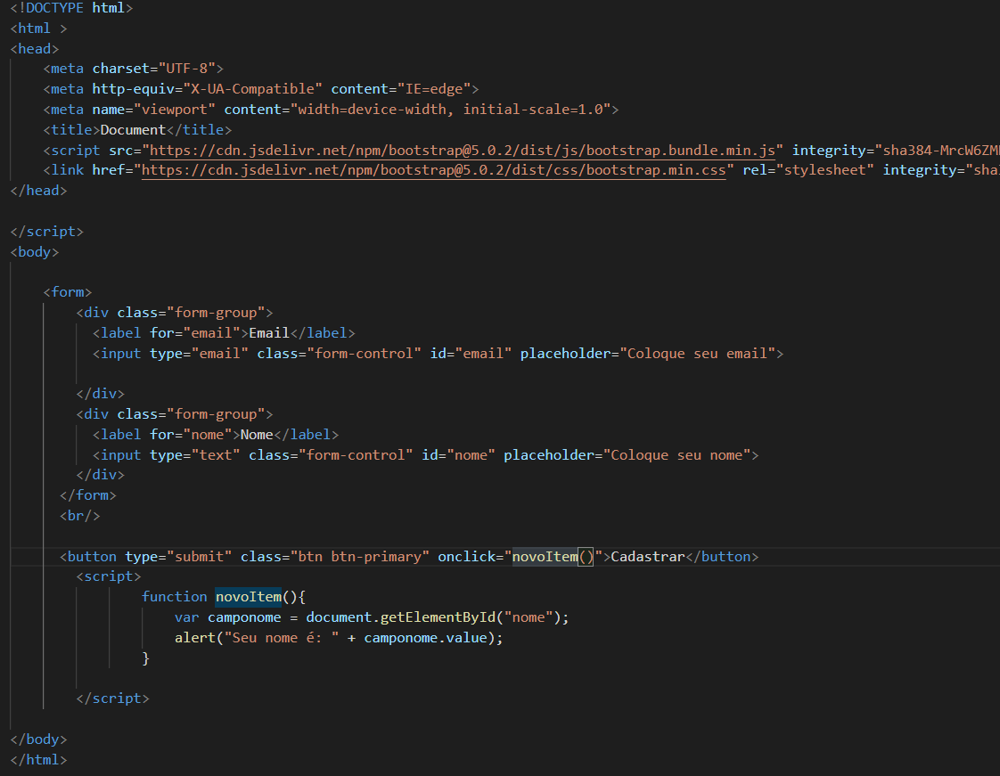 <!DOCTYPE html>
<html >
<head>
    <meta charset="UTF-8">
    <meta http-equiv="X-UA-Compatible" content="IE=edge">
    <meta name="viewport" content="width=device-width, initial-scale=1.0">
    <title>Document</title>
    <script src="https://cdn.jsdelivr.net/npm/bootstrap@5.0.2/dist/js/bootstrap.bundle.min.js" integrity="sha384-MrcW6ZM
    <link href="https://cdn.jsdelivr.net/npm/bootstrap@5.0.2/dist/css/bootstrap.min.css" rel="stylesheet" integrity="sha
</head>

</script>
<body>

    <form>
        <div class="form-group">
          <label for="email">Email</label>
          <input type="email" class="form-control" id="email" placeholder="Coloque seu email">

        </div>
        <div class="form-group">
          <label for="nome">Nome</label>
          <input type="text" class="form-control" id="nome" placeholder="Coloque seu nome">
        </div>
      </form>
      <br/>

      <button type="submit" class="btn btn-primary" onclick="novoItem()">Cadastrar</button>
        <script>
                function novoItem(){
                    var camponome = document.getElementById("nome");
                    alert("Seu nome é: " + camponome.value);
                }

        </script>

</body>
</html>